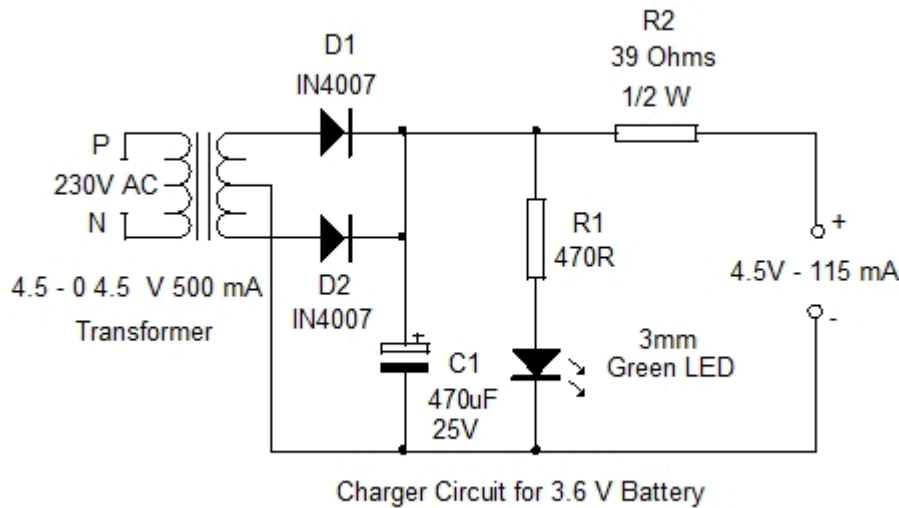 R2
39 Ohms
1/2 W
D1
IN4007
P
230V AC
N
R1
470R
+
4.5V - 115 mA
-
4.5 - 0 4.5 V 500 mA
Transformer
D2
IN4007
+
C1
470uF
25V
3mm
Green LED
Charger Circuit for 3.6 V Battery